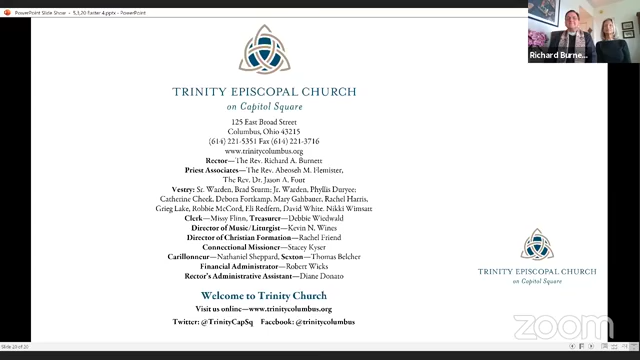 PowerPoint Slide Show - 5.3.20 Easter 4.pptx - PowerPoint
Richard Burne...
TRINITY EPISCOPAL CHURCH
on Capitol Square
125 East Broad Street
Columbus, Ohio 43215
(614) 221-5351 Fax (614) 221-3716
www.trinitycolumbus.org
Rector—The Rev. Richard A. Burnett
Priest Associates—The Rev. Abeoseh M. Flemister,
The Rev. Dr. Jason A. Fout
Vestry: Sr. Warden, Brad Sturm; Jr. Warden, Phyllis Duryee;
Catherine Cheek, Debora Fortkamp, Mary Gahbauer, Rachel Harris,
Grieg Lake, Robbie McCord, Eli Redfern, David White, Nikki Wimsatt
Clerk—Missy Flinn, Treasurer—Debbie Wiedwald
Director of Music/Liturgist—Kevin N. Wines
Director of Christian Formation—Rachel Friend
Connectional Missioner—Stacey Kyser
Carillonneur—Nathaniel Sheppard, Sexton—Thomas Belcher
Financial Administrator—Robert Wicks
Rector's Administrative Assistant—Diane Donato
Welcome to Trinity Church
Visit us online—www.trinitycolumbus.org
Twitter: @TrinityCapSq Facebook: @trinitycolumbus
TRINITY EPISCOPAL CHURCH
on Capitol Square
zoom
Slide 20 of 20